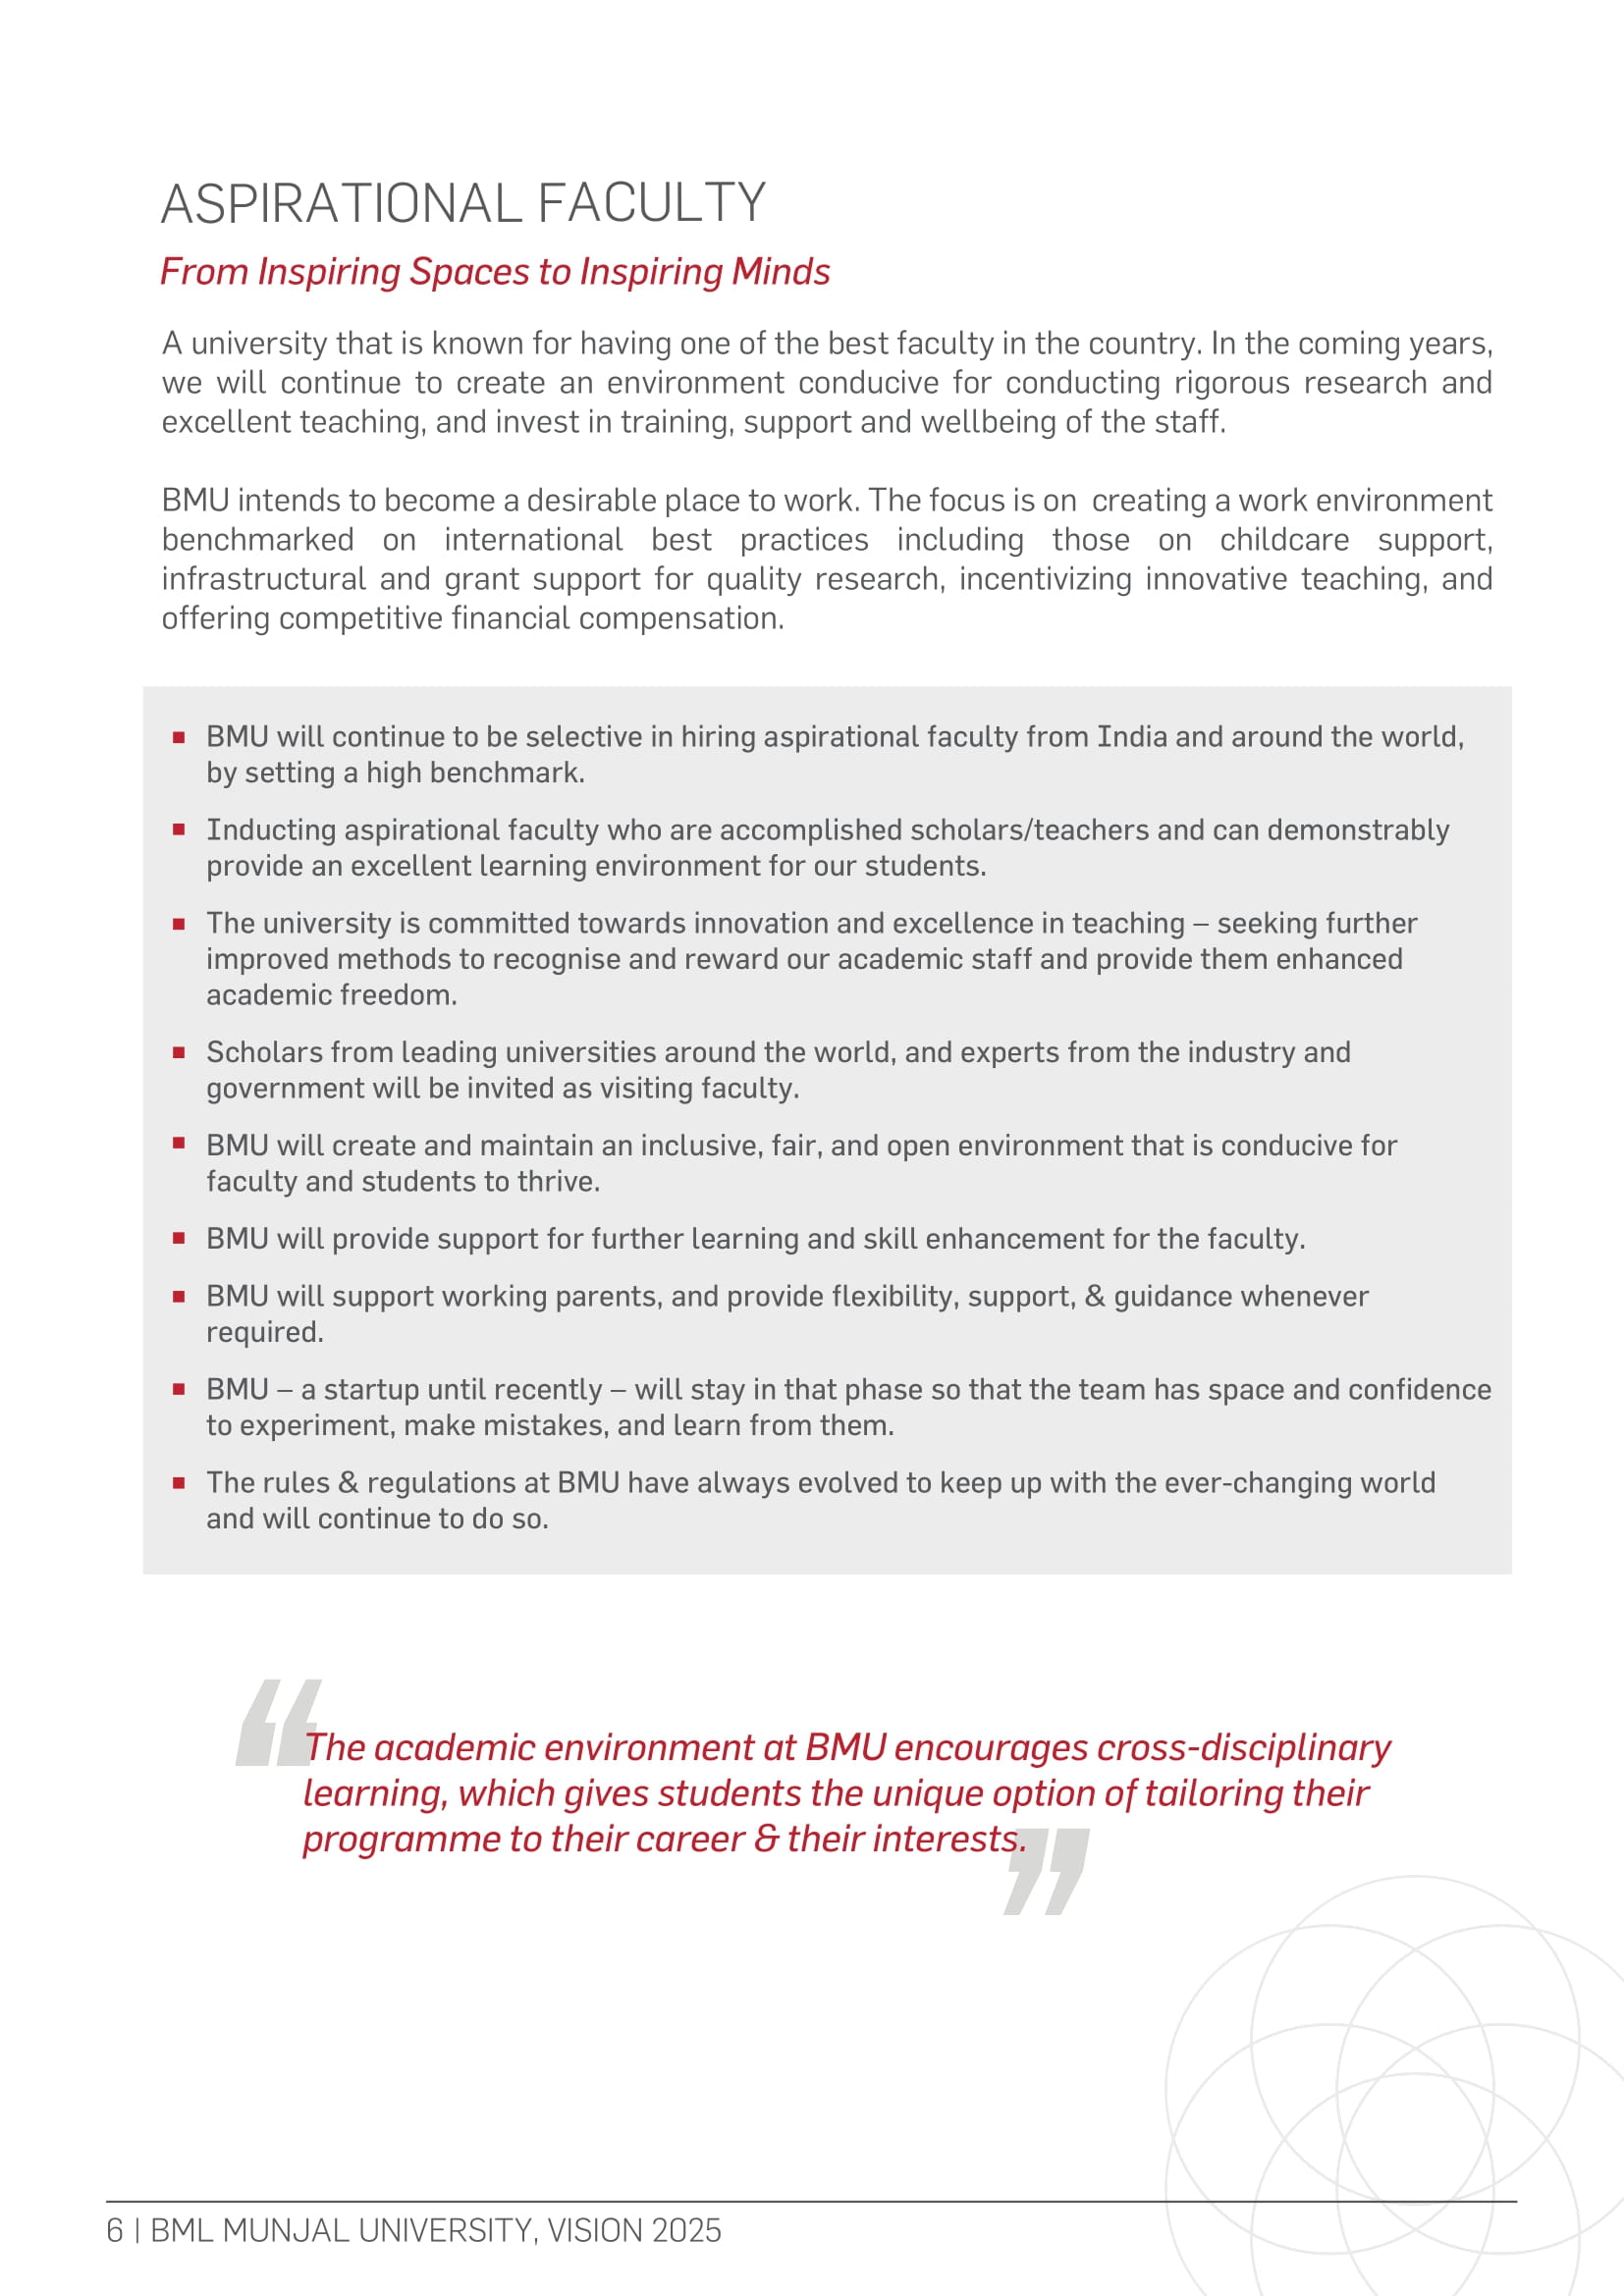 ASPIRATIONAL FACULTY
From Inspiring Spaces to Inspiring Minds
A university that is known for having one of the best faculty in the country. In the coming years,
we will continue to create an environment conducive for conducting rigorous research and
excellent teaching, and invest in training, support and wellbeing of the staff.
BMU intends to become a desirable place to work. The focus is on creating a work environment
benchmarked on international best practices including those on childcare support,
infrastructural and grant support for quality research, incentivizing innovative teaching, and
offering competitive financial compensation.
▪ BMU will continue to be selective in hiring aspirational faculty from India and around the world,
by setting a high benchmark.
▪ Inducting aspirational faculty who are accomplished scholars/teachers and can demonstrably
provide an excellent learning environment for our students.
▪ The university is committed towards innovation and excellence in teaching – seeking further
improved methods to recognise and reward our academic staff and provide them enhanced
academic freedom.
▪ Scholars from leading universities around the world, and experts from the industry and
government will be invited as visiting faculty.
▪ BMU will create and maintain an inclusive, fair, and open environment that is conducive for
faculty and students to thrive.
▪ BMU will provide support for further learning and skill enhancement for the faculty.
▪ BMU will support working parents, and provide flexibility, support, & guidance whenever
required.
▪ BMU – a startup until recently – will stay in that phase so that the team has space and confidence
to experiment, make mistakes, and learn from them.
▪ The rules & regulations at BMU have always evolved to keep up with the ever-changing world
and will continue to do so.
“The academic environment at BMU encourages cross-disciplinary
learning, which gives students the unique option of tailoring their
programme to their career & their interests.”
6 | BML MUNJAL UNIVERSITY, VISION 2025